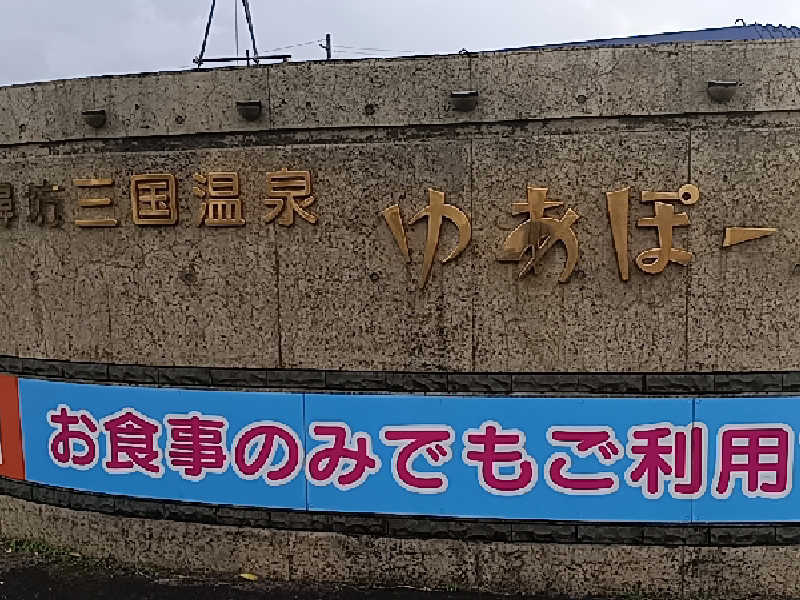 三国温泉 ゆあぽー
お食事のみでもご利用